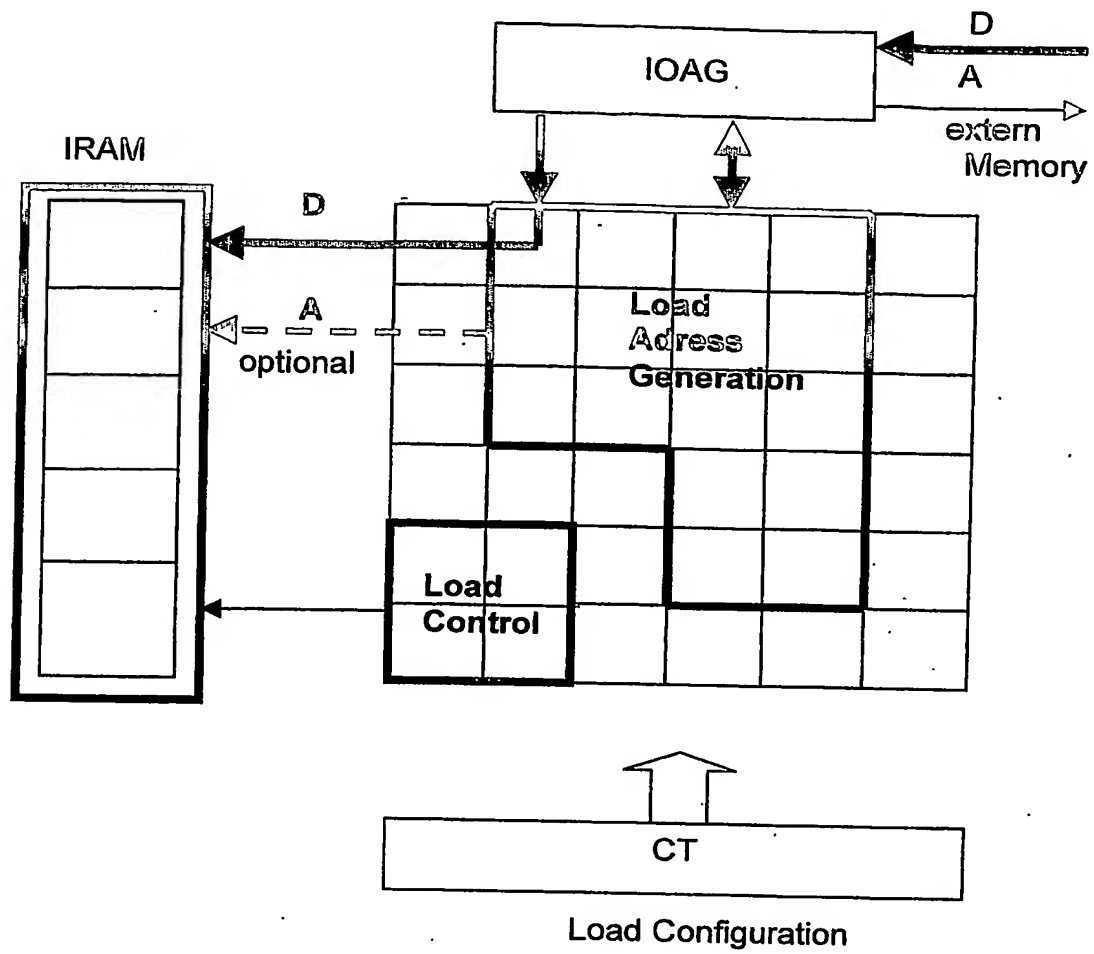 D
IOAG
A
extern
Memory
IRAM
D
A
optional
Load
Adress
Generation
Load
Control
CT
Load Configuration